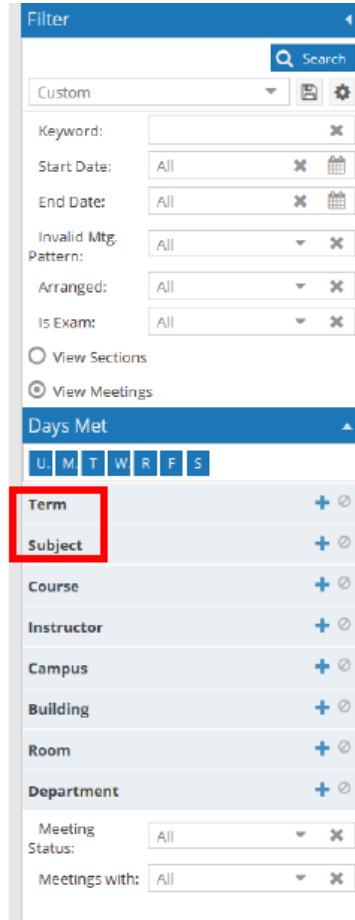 Filter
Search
Custom
Keyword:
Start Date: All
End Date: All
Invalid Mtg. Pattern: All
Arranged: All
Is Exam: All
View Sections
View Meetings
Days Met
U. M. T W. R F S
Term
Subject
Course
Instructor
Campus
Building
Room
Department
Meeting Status: All
Meetings with: All